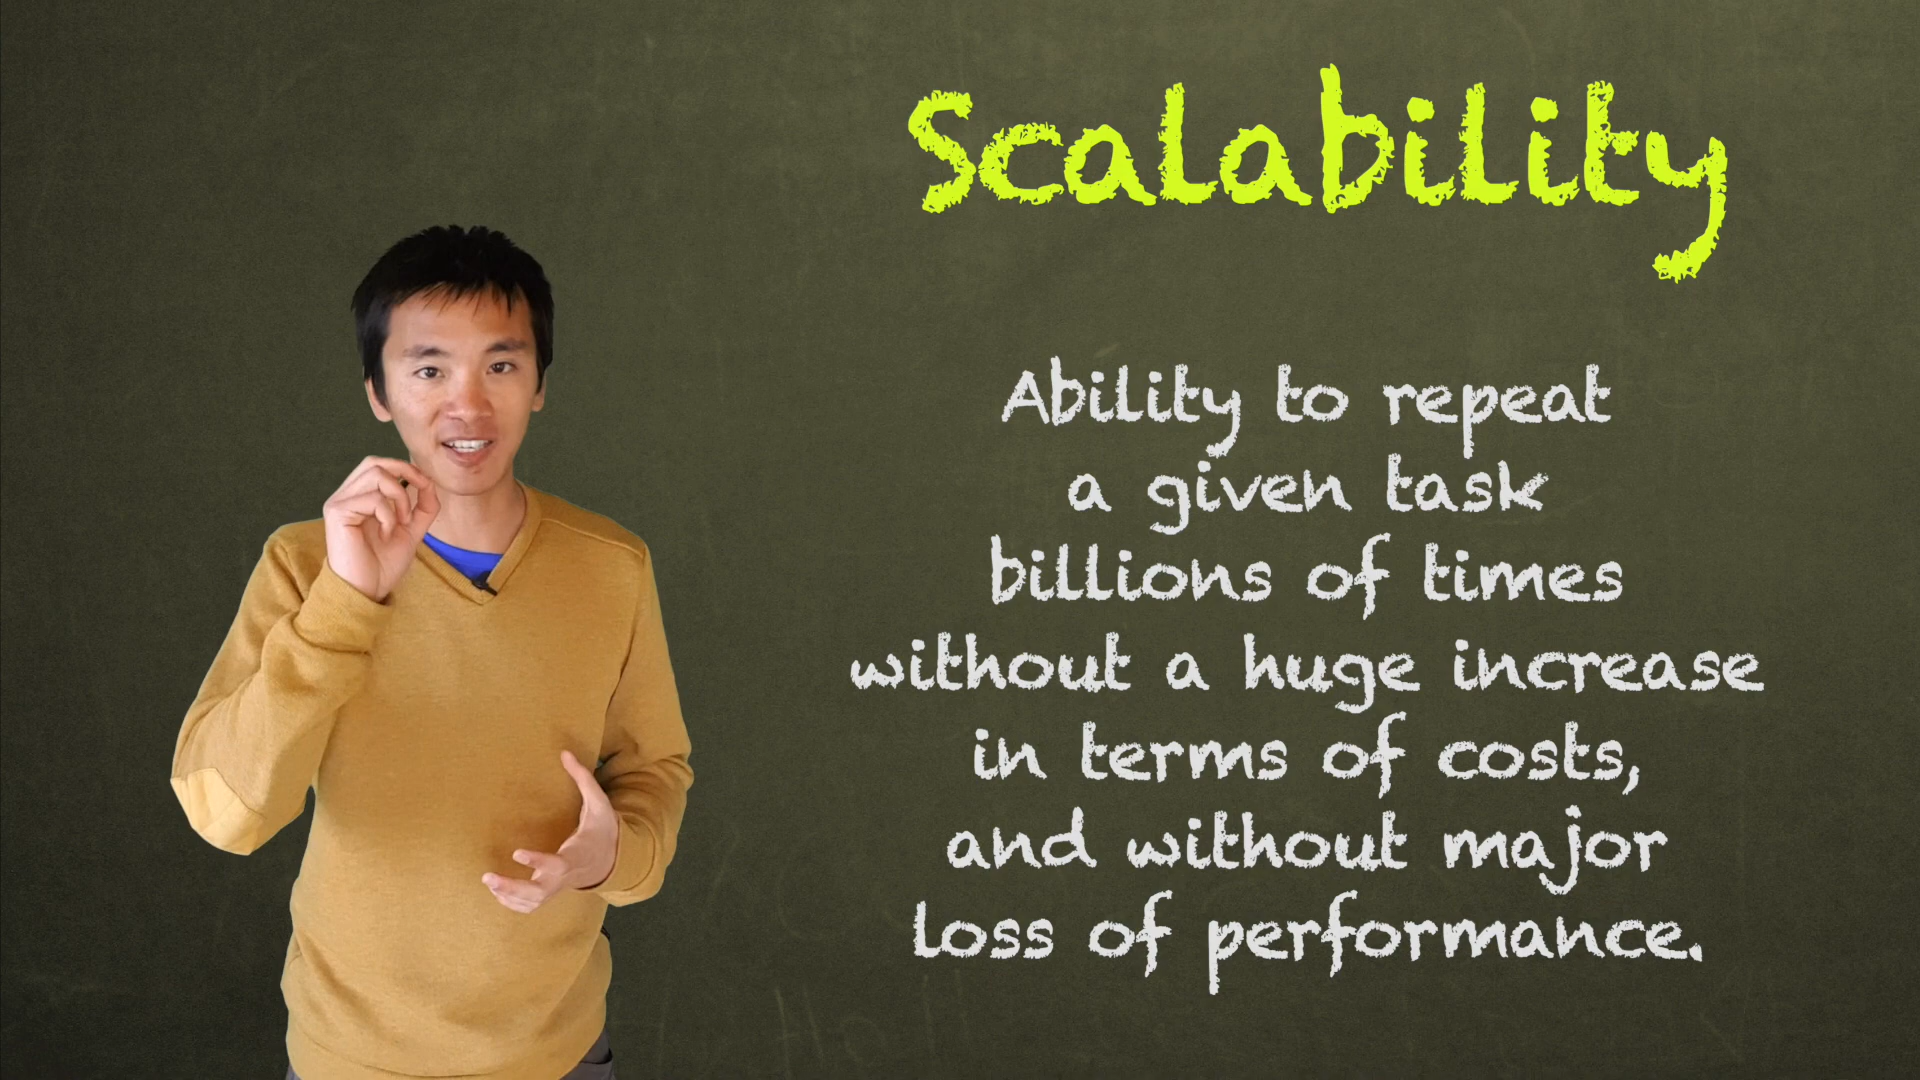 Scalability
Ability to repeat
a given task
billions of times
without a huge increase
in terms of costs,
and without major
loss of performance.